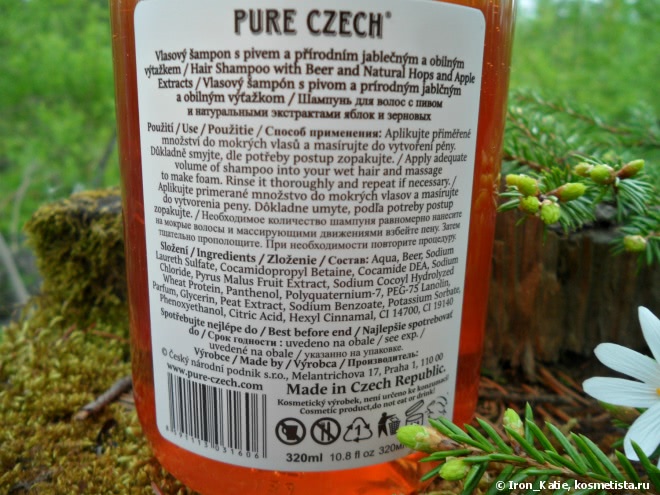 PURE CZECH®
Vlasový šampon s pivem a přírodním jablečným a obilným
výtažkem / Hair Shampoo with Beer and Natural Hops and Apple
Extracts / Vlasový šampón s pivom a prírodným jablčným
a obilným výťažkom / Шампунь для волос с пивом
и натуральными экстрактами яблок и зерновых
Použití / Use / Použitie / Способ применения: Aplikujte přiměřené
množství do mokrých vlasů a masírujte do vytvoření pěny.
Důkladně smyjte, dle potřeby postup zopakujte. / Apply adequate
volume of shampoo into your wet hair and massage
to make foam. Rinse it thoroughly and repeat if necessary. /
Aplikujte primerané množstvo do mokrých vlasov a masírujte
do vytvorenia peny. Dôkladne umyte, podľa potreby postup
zopakujte. / Необходимое количество шампуня равномерно нанесите
на мокрые волосы и массирующими движениями взбейте пену. Затем
тщательно прополощите. При необходимости повторите процедуру.
Složení / Ingredients / Zloženie / Состав: Aqua, Beer, Sodium
Laureth Sulfate, Cocamidopropyl Betaine, Cocamide DEA, Sodium
Chloride, Pyrus Malus Fruit Extract, Sodium Cocoyl Hydrolyzed
Wheat Protein, Panthenol, Polyquaternium-7, PEG-75 Lanolin,
Parfum, Glycerin, Peat Extract, Sodium Benzoate, Potassium Sorbate,
Phenoxyethanol, Citric Acid, Hexyl Cinnamal, CI 14700, CI 19140
Spotřebujte nejlépe do / Best before end / Najlepšie spotrebovať
do / Срок годности: uvedeno na obale / see exp. /
uvedené na obale / указанно на упаковке.
Výrobce / Made by / Výrobca / Производитель:
© Český národní podnik s.r.o., Melantrichova 17, Praha 1, 110 00
www.pure-czech.com
Made in Czech Republic.
Kosmetický výrobek, není určeno ke konzumaci
Cosmetic product, do not eat or
320ml 10.8 fl oz 320мл
© Iron_Katie, kosmetista.ru